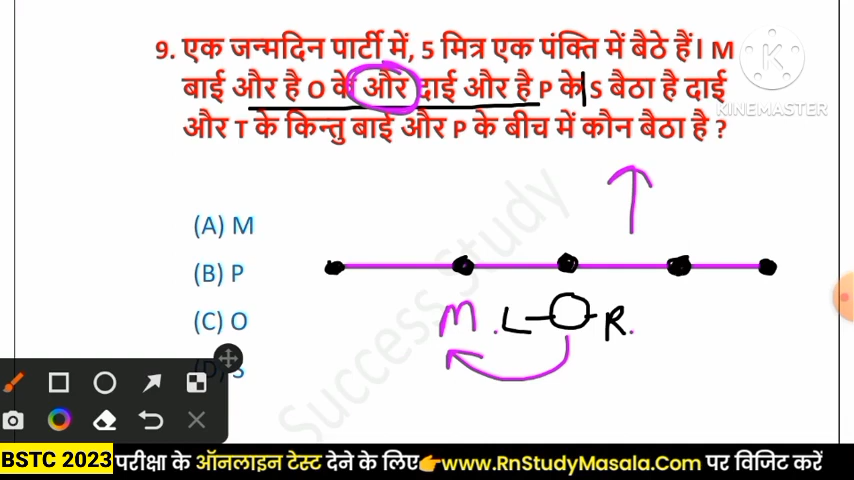 9. एक जन्मदिन पार्टी में, 5 मित्र एक पंक्ति में बैठे हैं। M
बाई और है O के और दाई और है P के S बैठा है दाई
और T के किन्तु बाई और P के बीच में कौन बैठा है ?
KINEMASTER
(A) M
(B) P
(C) O
(D) S
M. L O R.
Success Study
BSTC 2023 परीक्षा के ऑनलाइन टेस्ट देने के लिए👉www.RnStudyMasala.Com पर विजिट करें